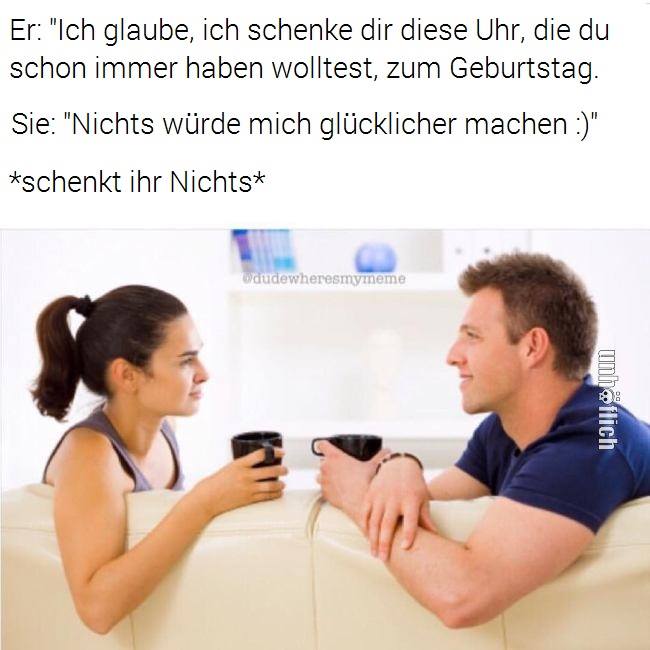 Er: "Ich glaube, ich schenke dir diese Uhr, die du
schon immer haben wolltest, zum Geburtstag.
Sie: "Nichts würde mich glücklicher machen :)"
*schenkt ihr Nichts*
@dudewheresmymeme
unhöflich